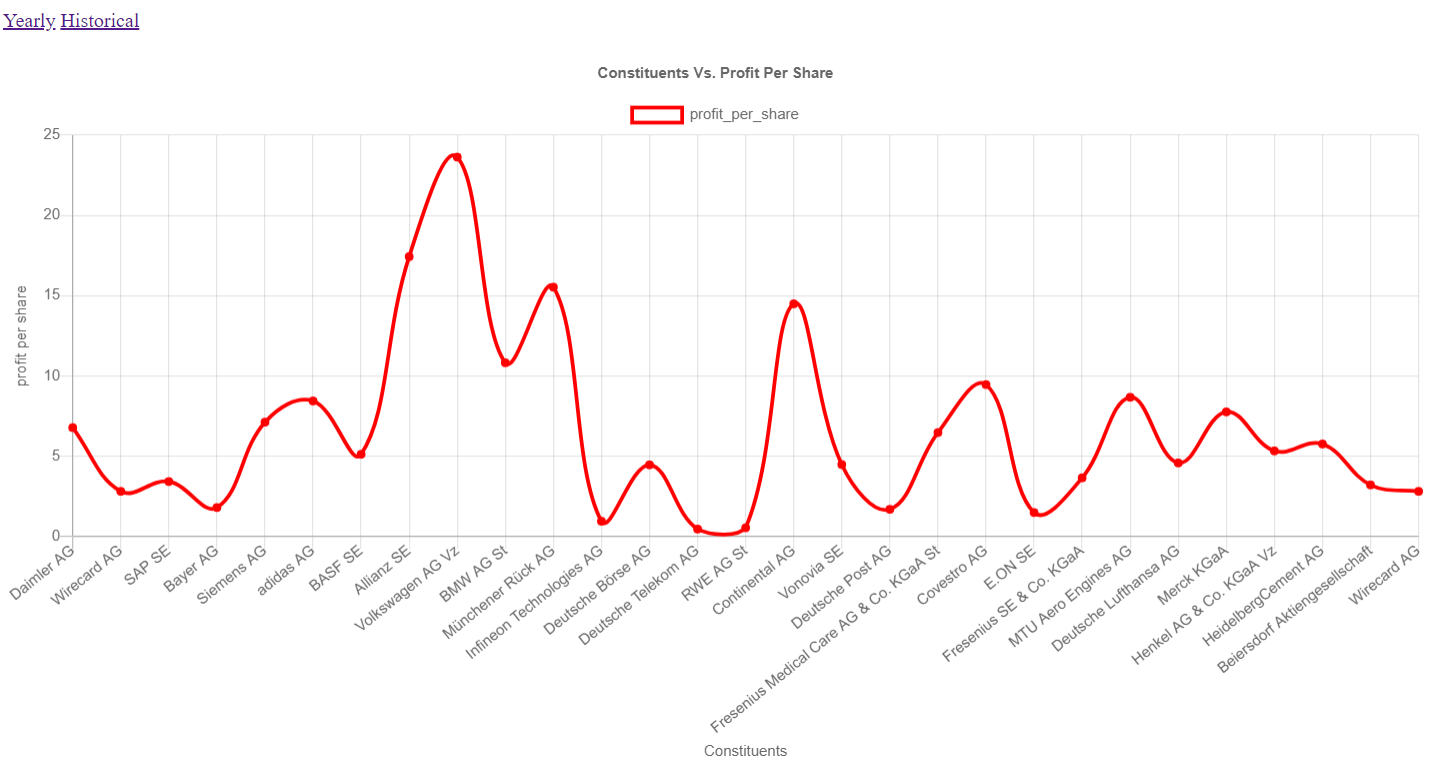 Yearly Historical
Constituents Vs. Profit Per Share
profit_per_share
25
20
15
10
5
0
profit per share
Daimler AG
Wirecard AG
SAP SE
Bayer AG
Siemens AG
adidas AG
BASF SE
Allianz SE
Volkswagen AG Vz
BMW AG St
Münchener Rück AG
Infineon Technologies AG
Deutsche Börse AG
Deutsche Telekom AG
RWE AG St
Continental AG
Vonovia SE
Deutsche Post AG
Fresenius Medical Care AG & Co. KGaA St
Covestro AG
E.ON SE
Fresenius SE & Co. KGaA
MTU Aero Engines AG
Deutsche Lufthansa AG
Merck KGaA
Henkel AG & Co. KGaA Vz
HeidelbergCement AG
Beiersdorf Aktiengesellschaft
Wirecard AG
Constituents